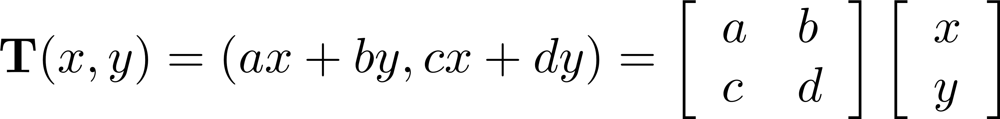 T(x, y) = (ax + by, cx + dy) = [ a b ; c d ] [ x ; y ]